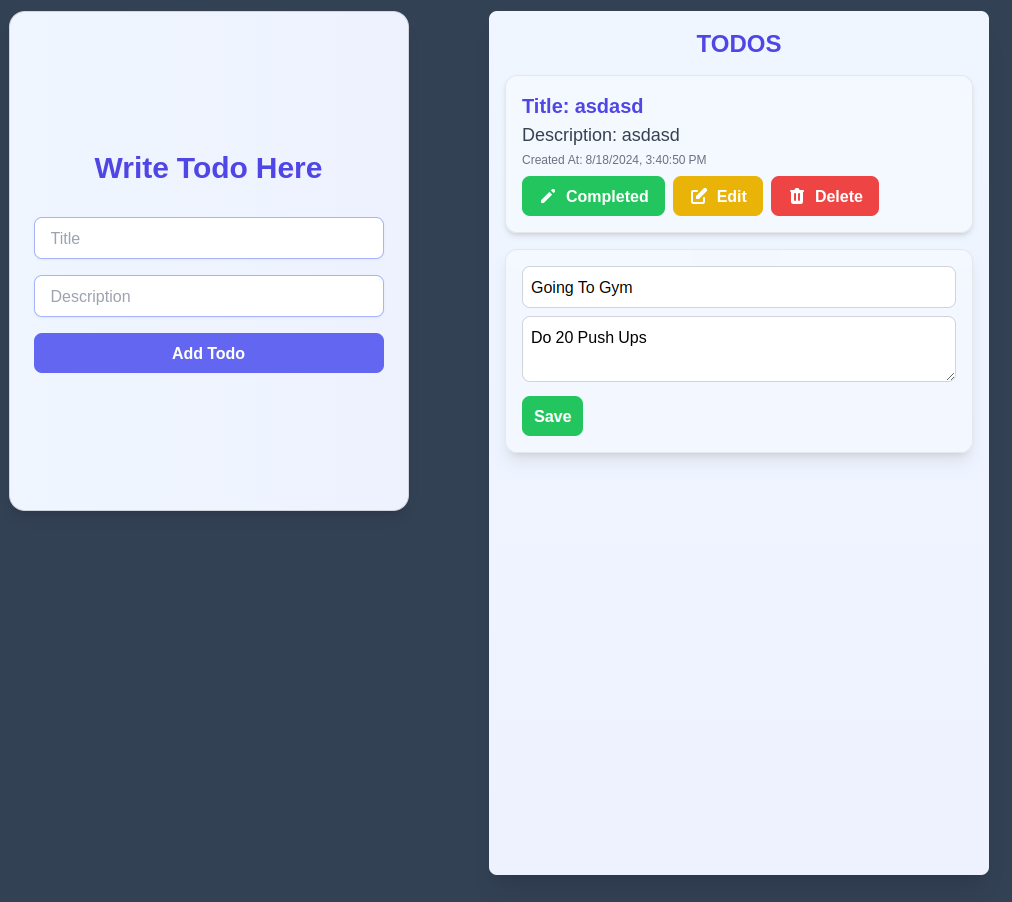 Write Todo Here
Title
Description
Add Todo
TODOS
Title: asdasd
Description: asdasd
Created At: 8/18/2024, 3:40:50 PM
Completed Edit Delete
Going To Gym
Do 20 Push Ups
Save